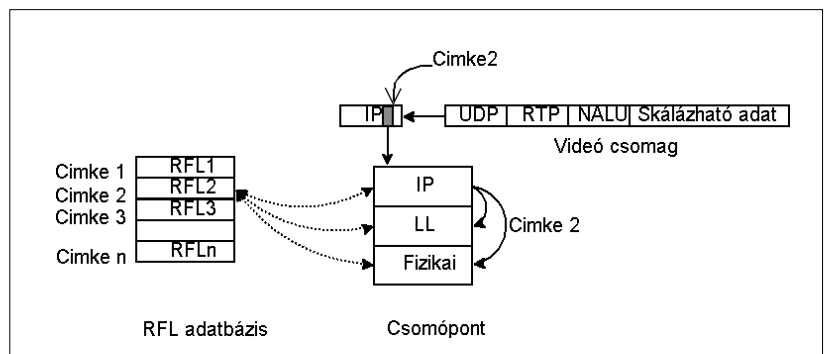 Cimke2
IP
UDP RTP NALU Skálázható adat
Videó csomag
Cimke 1 RFL1
Cimke 2 RFL2
Cimke 3 RFL3
Cimke n RFLn
IP
LL
Fizikai
Cimke 2
RFL adatbázis
Csomópont